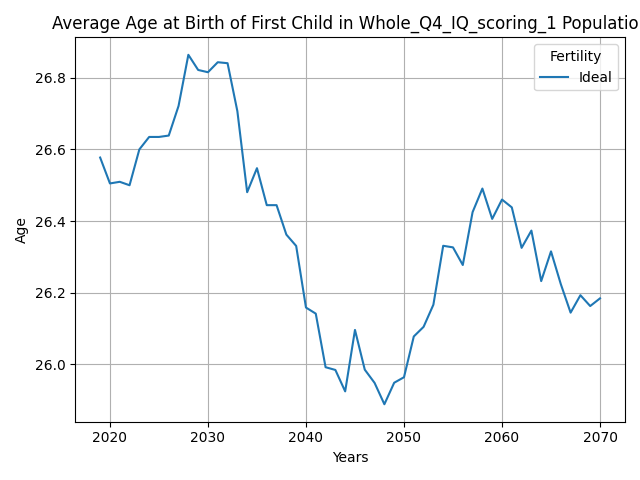 Average Age at Birth of First Child in Whole_Q4_IQ_scoring_1 Populatio
Fertility
Ideal
26.8
26.6
26.4
26.2
26.0
Age
2020 2030 2040 2050 2060 2070
Years